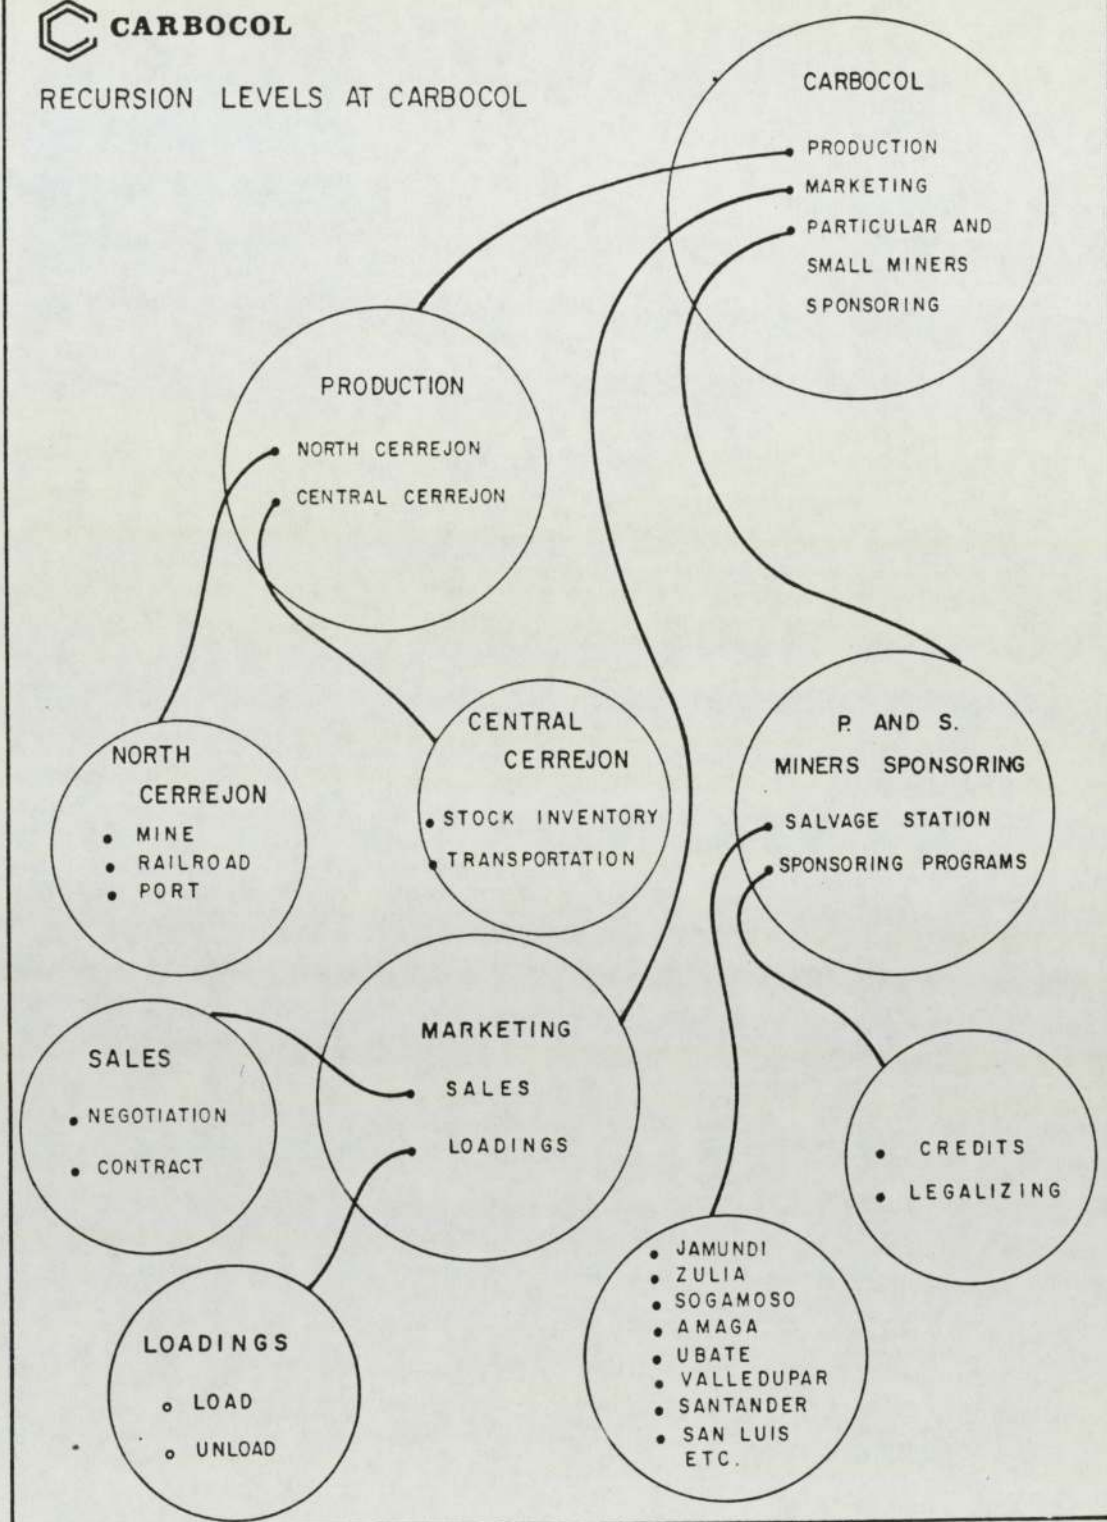 CARBOCOL
RECURSION LEVELS AT CARBOCOL
CARBOCOL
PRODUCTION
MARKETING
PARTICULAR AND
SMALL MINERS
SPONSORING
PRODUCTION
NORTH CERREJON
CENTRAL CERREJON
NORTH
CERREJON
MINE
RAILROAD
PORT
CENTRAL
CERREJON
STOCK INVENTORY
TRANSPORTATION
P. AND S.
MINERS SPONSORING
SALVAGE STATION
SPONSORING PROGRAMS
SALES
NEGOTIATION
CONTRACT
MARKETING
SALES
LOADINGS
CREDITS
LEGALIZING
LOADINGS
LOAD
UNLOAD
JAMUNDI
ZULIA
SOGAMOSO
AMAGA
UBATE
VALLEDUPAR
SANTANDER
SAN LUIS
ETC.